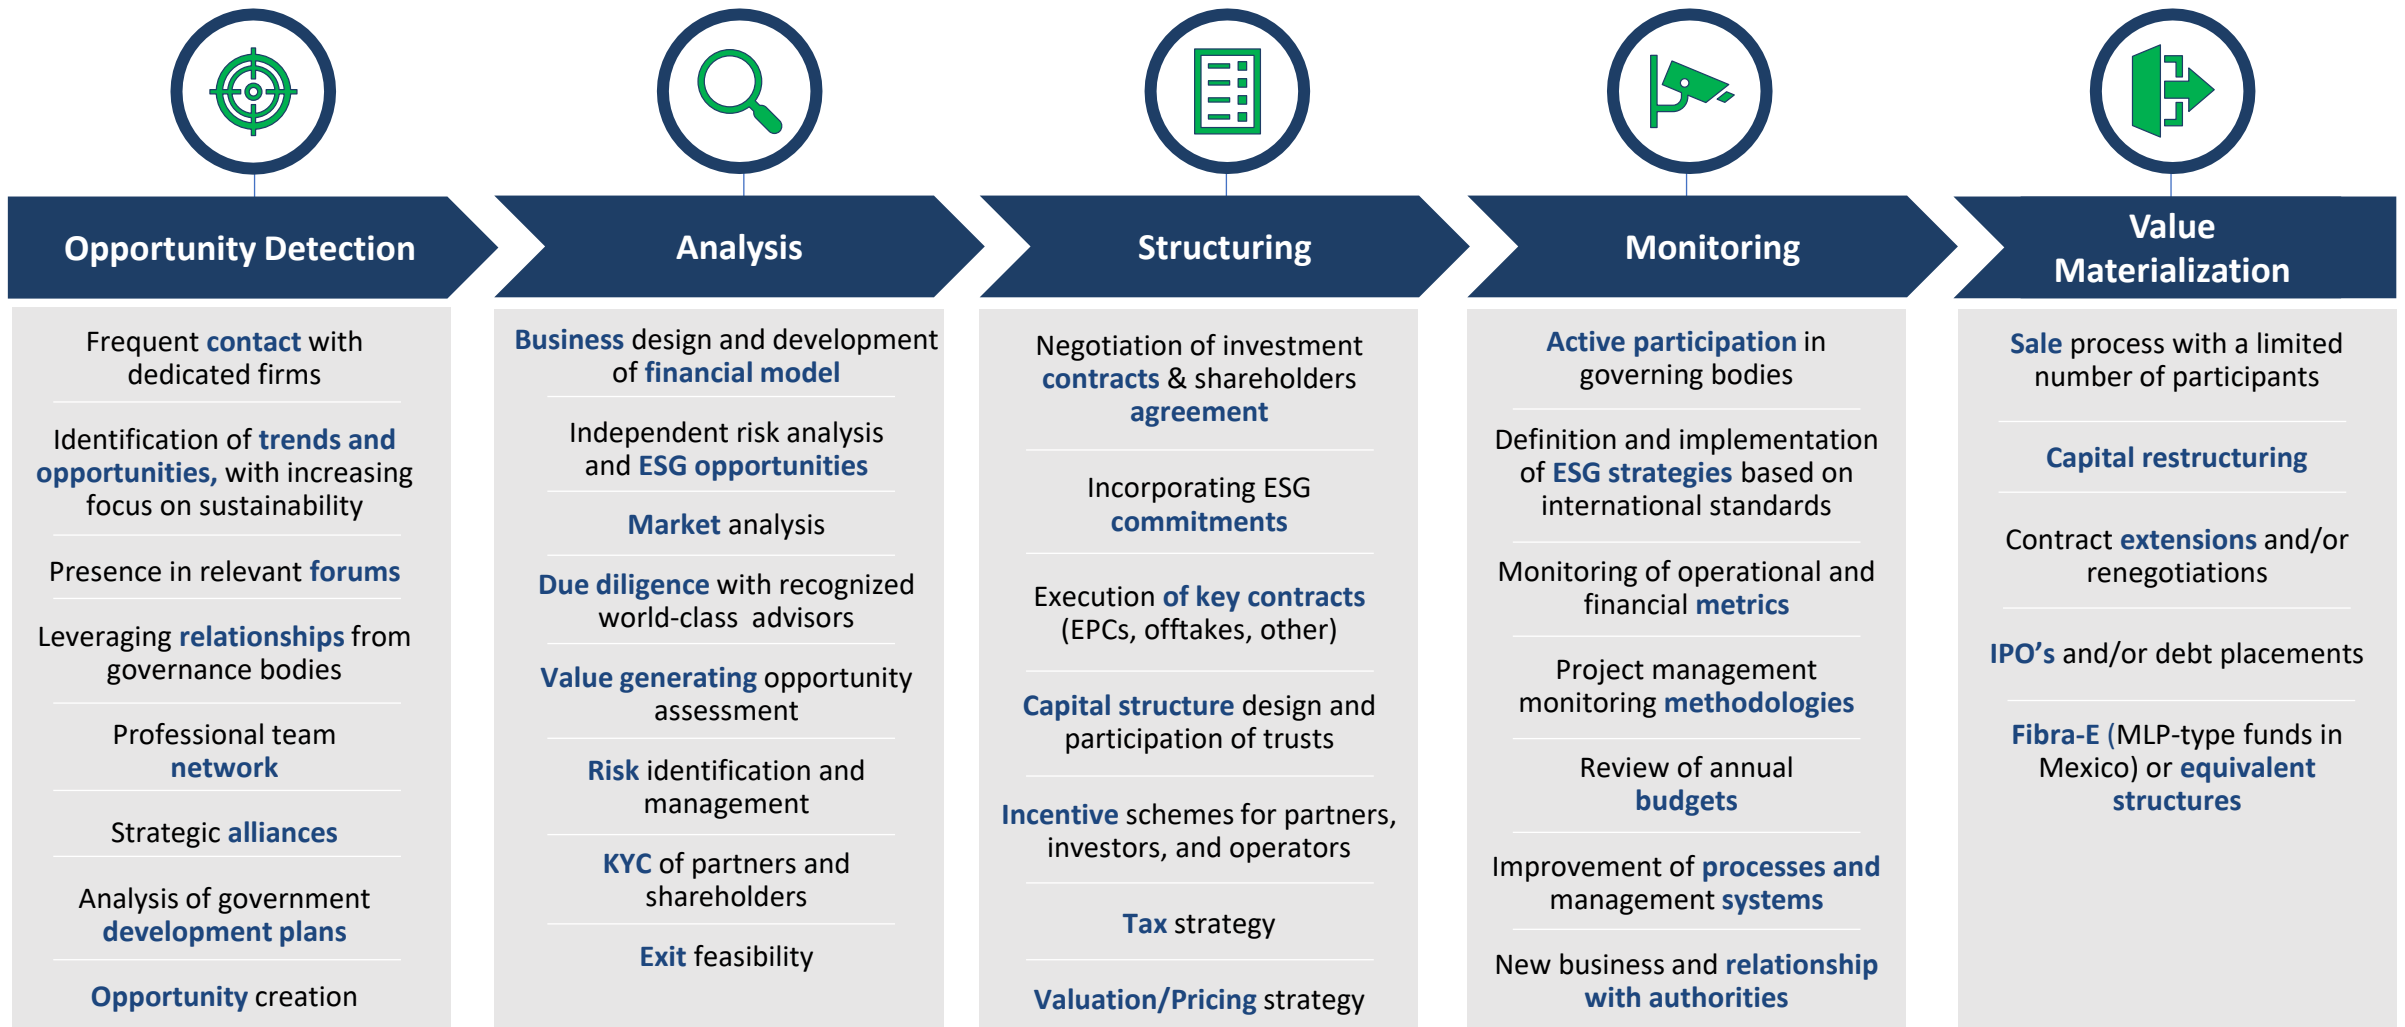 Opportunity Detection
Frequent contact with
dedicated firms
Identification of trends and
opportunities, with increasing
focus on sustainability
Presence in relevant forums
Leveraging relationships from
governance bodies
Professional team
network
Strategic alliances
Analysis of government
development plans
Opportunity creation
Analysis
Business design and development
of financial model
Independent risk analysis
and ESG opportunities
Market analysis
Due diligence with recognized
world-class advisors
Value generating opportunity
assessment
Risk identification and
management
KYC of partners and
shareholders
Exit feasibility
Structuring
Negotiation of investment
contracts & shareholders
agreement
Incorporating ESG
commitments
Execution of key contracts
(EPCs, offtakes, other)
Capital structure design and
participation of trusts
Incentive schemes for partners,
investors, and operators
Tax strategy
Valuation/Pricing strategy
Monitoring
Active participation in
governing bodies
Definition and implementation
of ESG strategies based on
international standards
Monitoring of operational and
financial metrics
Project management
monitoring methodologies
Review of annual
budgets
Improvement of processes and
management systems
New business and relationship
with authorities
Value
Materialization
Sale process with a limited
number of participants
Capital restructuring
Contract extensions and/or
renegotiations
IPO’s and/or debt placements
Fibra-E (MLP-type funds in
Mexico) or equivalent
structures